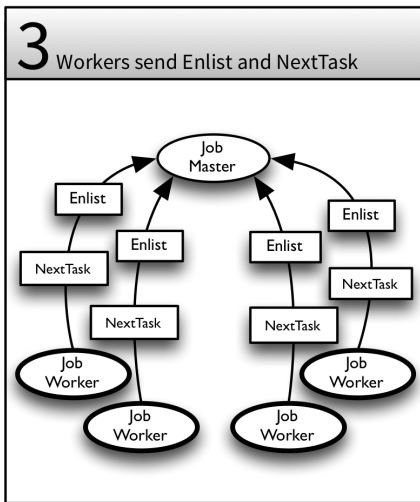 3 Workers send Enlist and NextTask
Job
Master
Enlist
Enlist
Enlist
Enlist
NextTask
NextTask
NextTask
NextTask
Job
Worker
Job
Worker
Job
Worker
Job
Worker